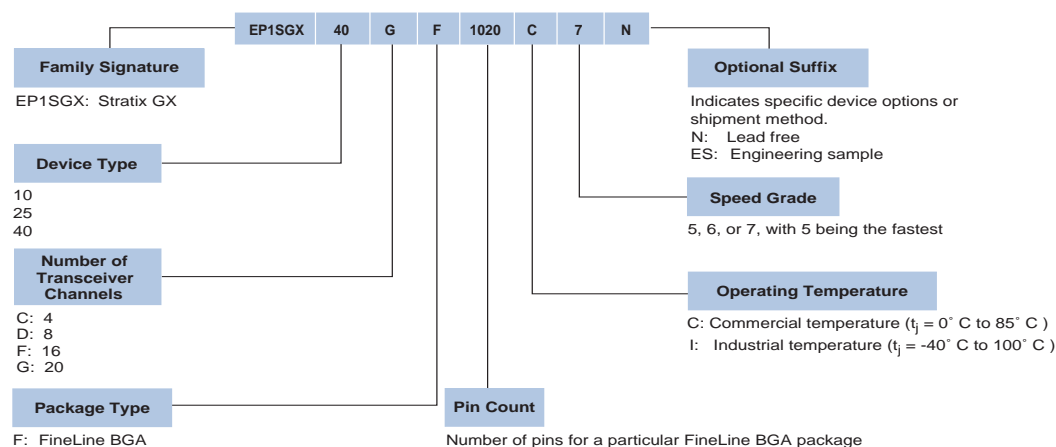 EP1SGX 40 G F 1020 C 7 N
Family Signature
EP1SGX: Stratix GX
Device Type
10
25
40
Number of
Transceiver
Channels
C: 4
D: 8
F: 16
G: 20
Package Type
F: FineLine BGA
Pin Count
Number of pins for a particular FineLine BGA package
Optional Suffix
Indicates specific device options or
shipment method.
N: Lead free
ES: Engineering sample
Speed Grade
5, 6, or 7, with 5 being the fastest
Operating Temperature
C: Commercial temperature (tj = 0˚ C to 85˚ C )
I: Industrial temperature (tj = -40˚ C to 100˚ C )